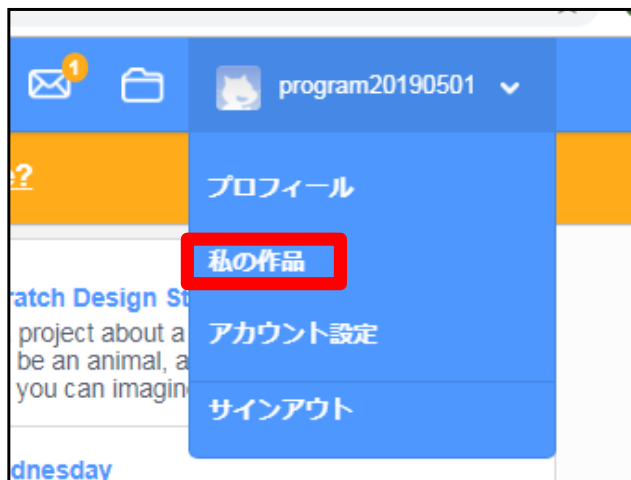 1
program20190501
e?
プロフィール
私の作品
ratch Design St
project about a
be an animal, a
you can imagin
アカウント設定
サインアウト
dnesday